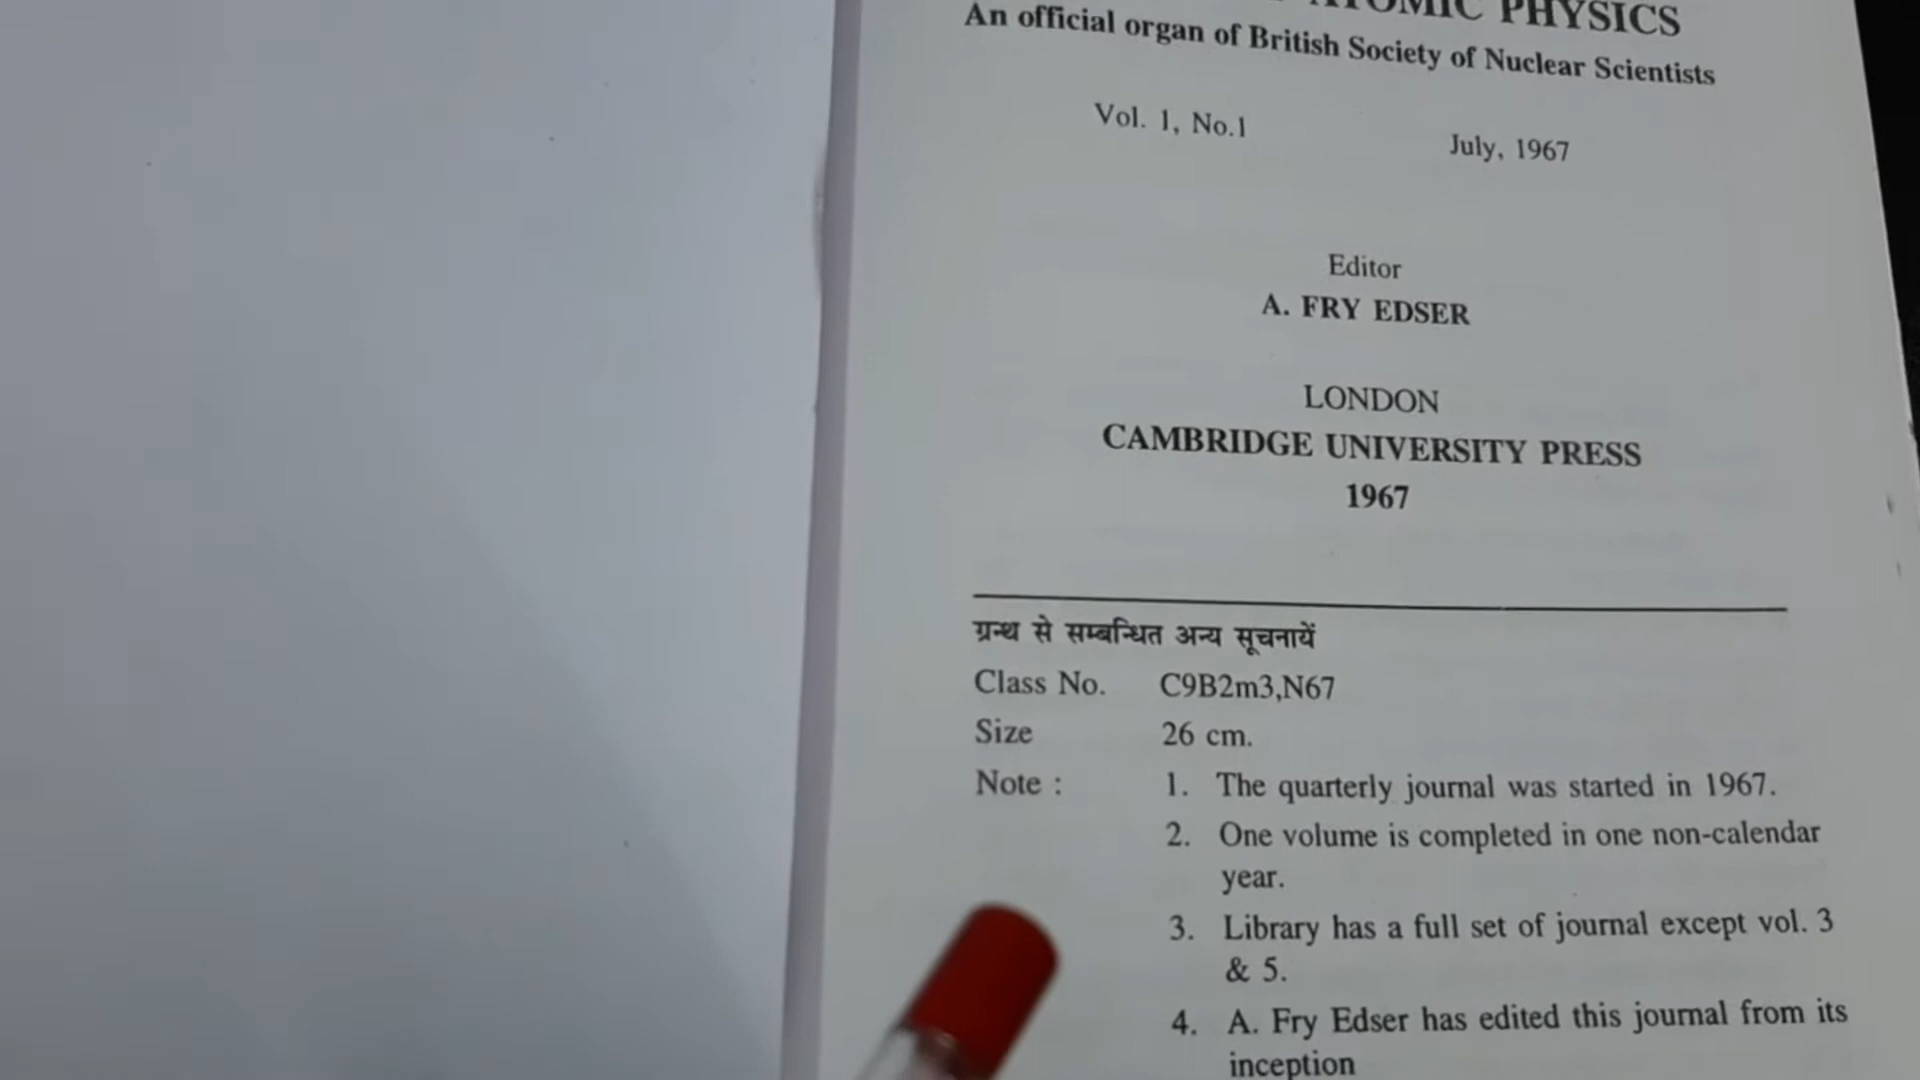 ATOMIC PHYSICS
An official organ of British Society of Nuclear Scientists
Vol. 1, No.1 July, 1967
Editor
A. FRY EDSER
LONDON
CAMBRIDGE UNIVERSITY PRESS
1967
ग्रन्थ से सम्बन्धित अन्य सूचनायें
Class No. C9B2m3,N67
Size 26 cm.
Note : 1. The quarterly journal was started in 1967.
2. One volume is completed in one non-calendar
year.
3. Library has a full set of journal except vol. 3
& 5.
4. A. Fry Edser has edited this journal from its
inception